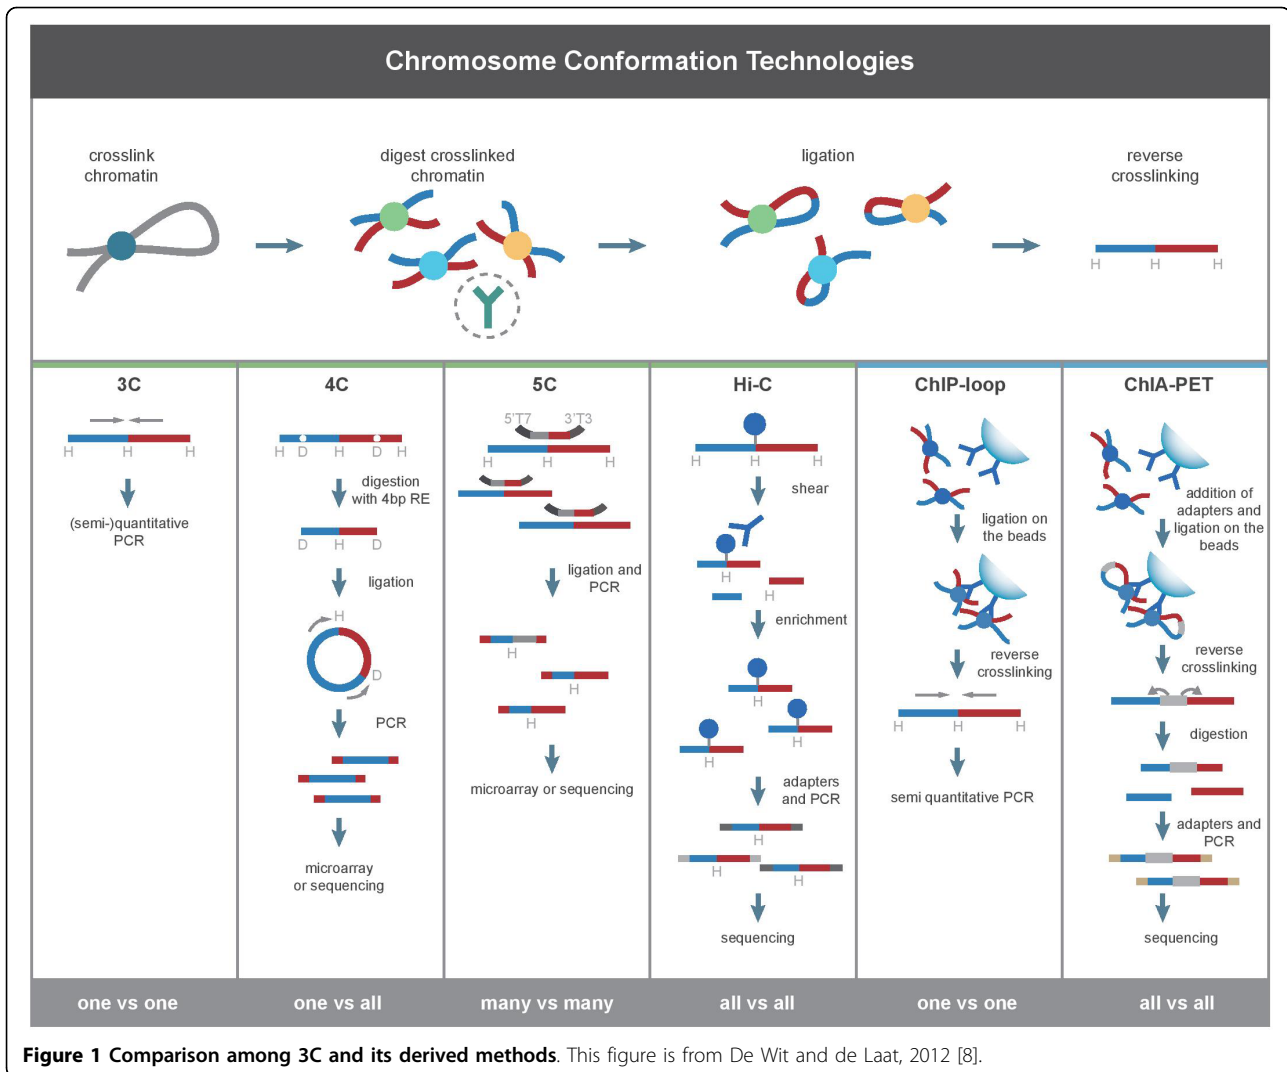 Chromosome Conformation Technologies
crosslink
chromatin
digest crosslinked
chromatin
ligation
reverse
crosslinking
H H H
3C
H H H
(semi-)quantitative
PCR
one vs one
4C
H D H D H
digestion
with 4bp RE
D H D
ligation
H
D
PCR
microarray
or sequencing
one vs all
5C
5'T7 3'T3
H H H
ligation and
PCR
H
H
H
microarray or sequencing
many vs many
Hi-C
H H H
shear
H
H
enrichment
H
H
H
adapters
and PCR
H
H
H
sequencing
all vs all
ChIP-loop
ligation on
the beads
reverse
crosslinking
H H H
semi quantitative PCR
one vs one
ChIA-PET
addition of
adapters and
ligation on the
beads
reverse
crosslinking
digestion
adapters and
PCR
sequencing
all vs all
Figure 1 Comparison among 3C and its derived methods. This figure is from De Wit and de Laat, 2012 [8].